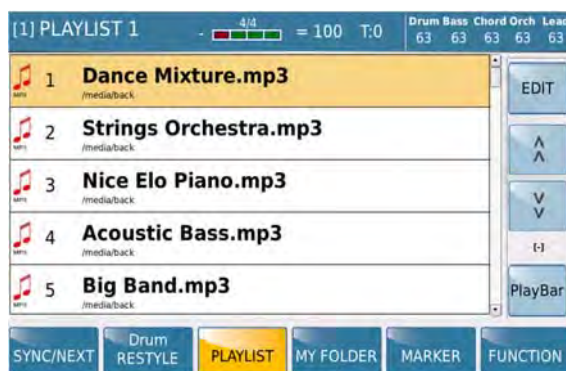 [1] PLAYLIST 1 - 4/4 = 100 T:0
Drum Bass Chord Orch Lead
63 63 63 63 63
1 Dance Mixture.mp3
/media/back
2 Strings Orchestra.mp3
/media/back
3 Nice Elo Piano.mp3
/media/back
4 Acoustic Bass.mp3
/media/back
5 Big Band.mp3
/media/back
EDIT
[-]
PlayBar
SYNC/NEXT
Drum
RESTYLE
PLAYLIST
MY FOLDER
MARKER
FUNCTION